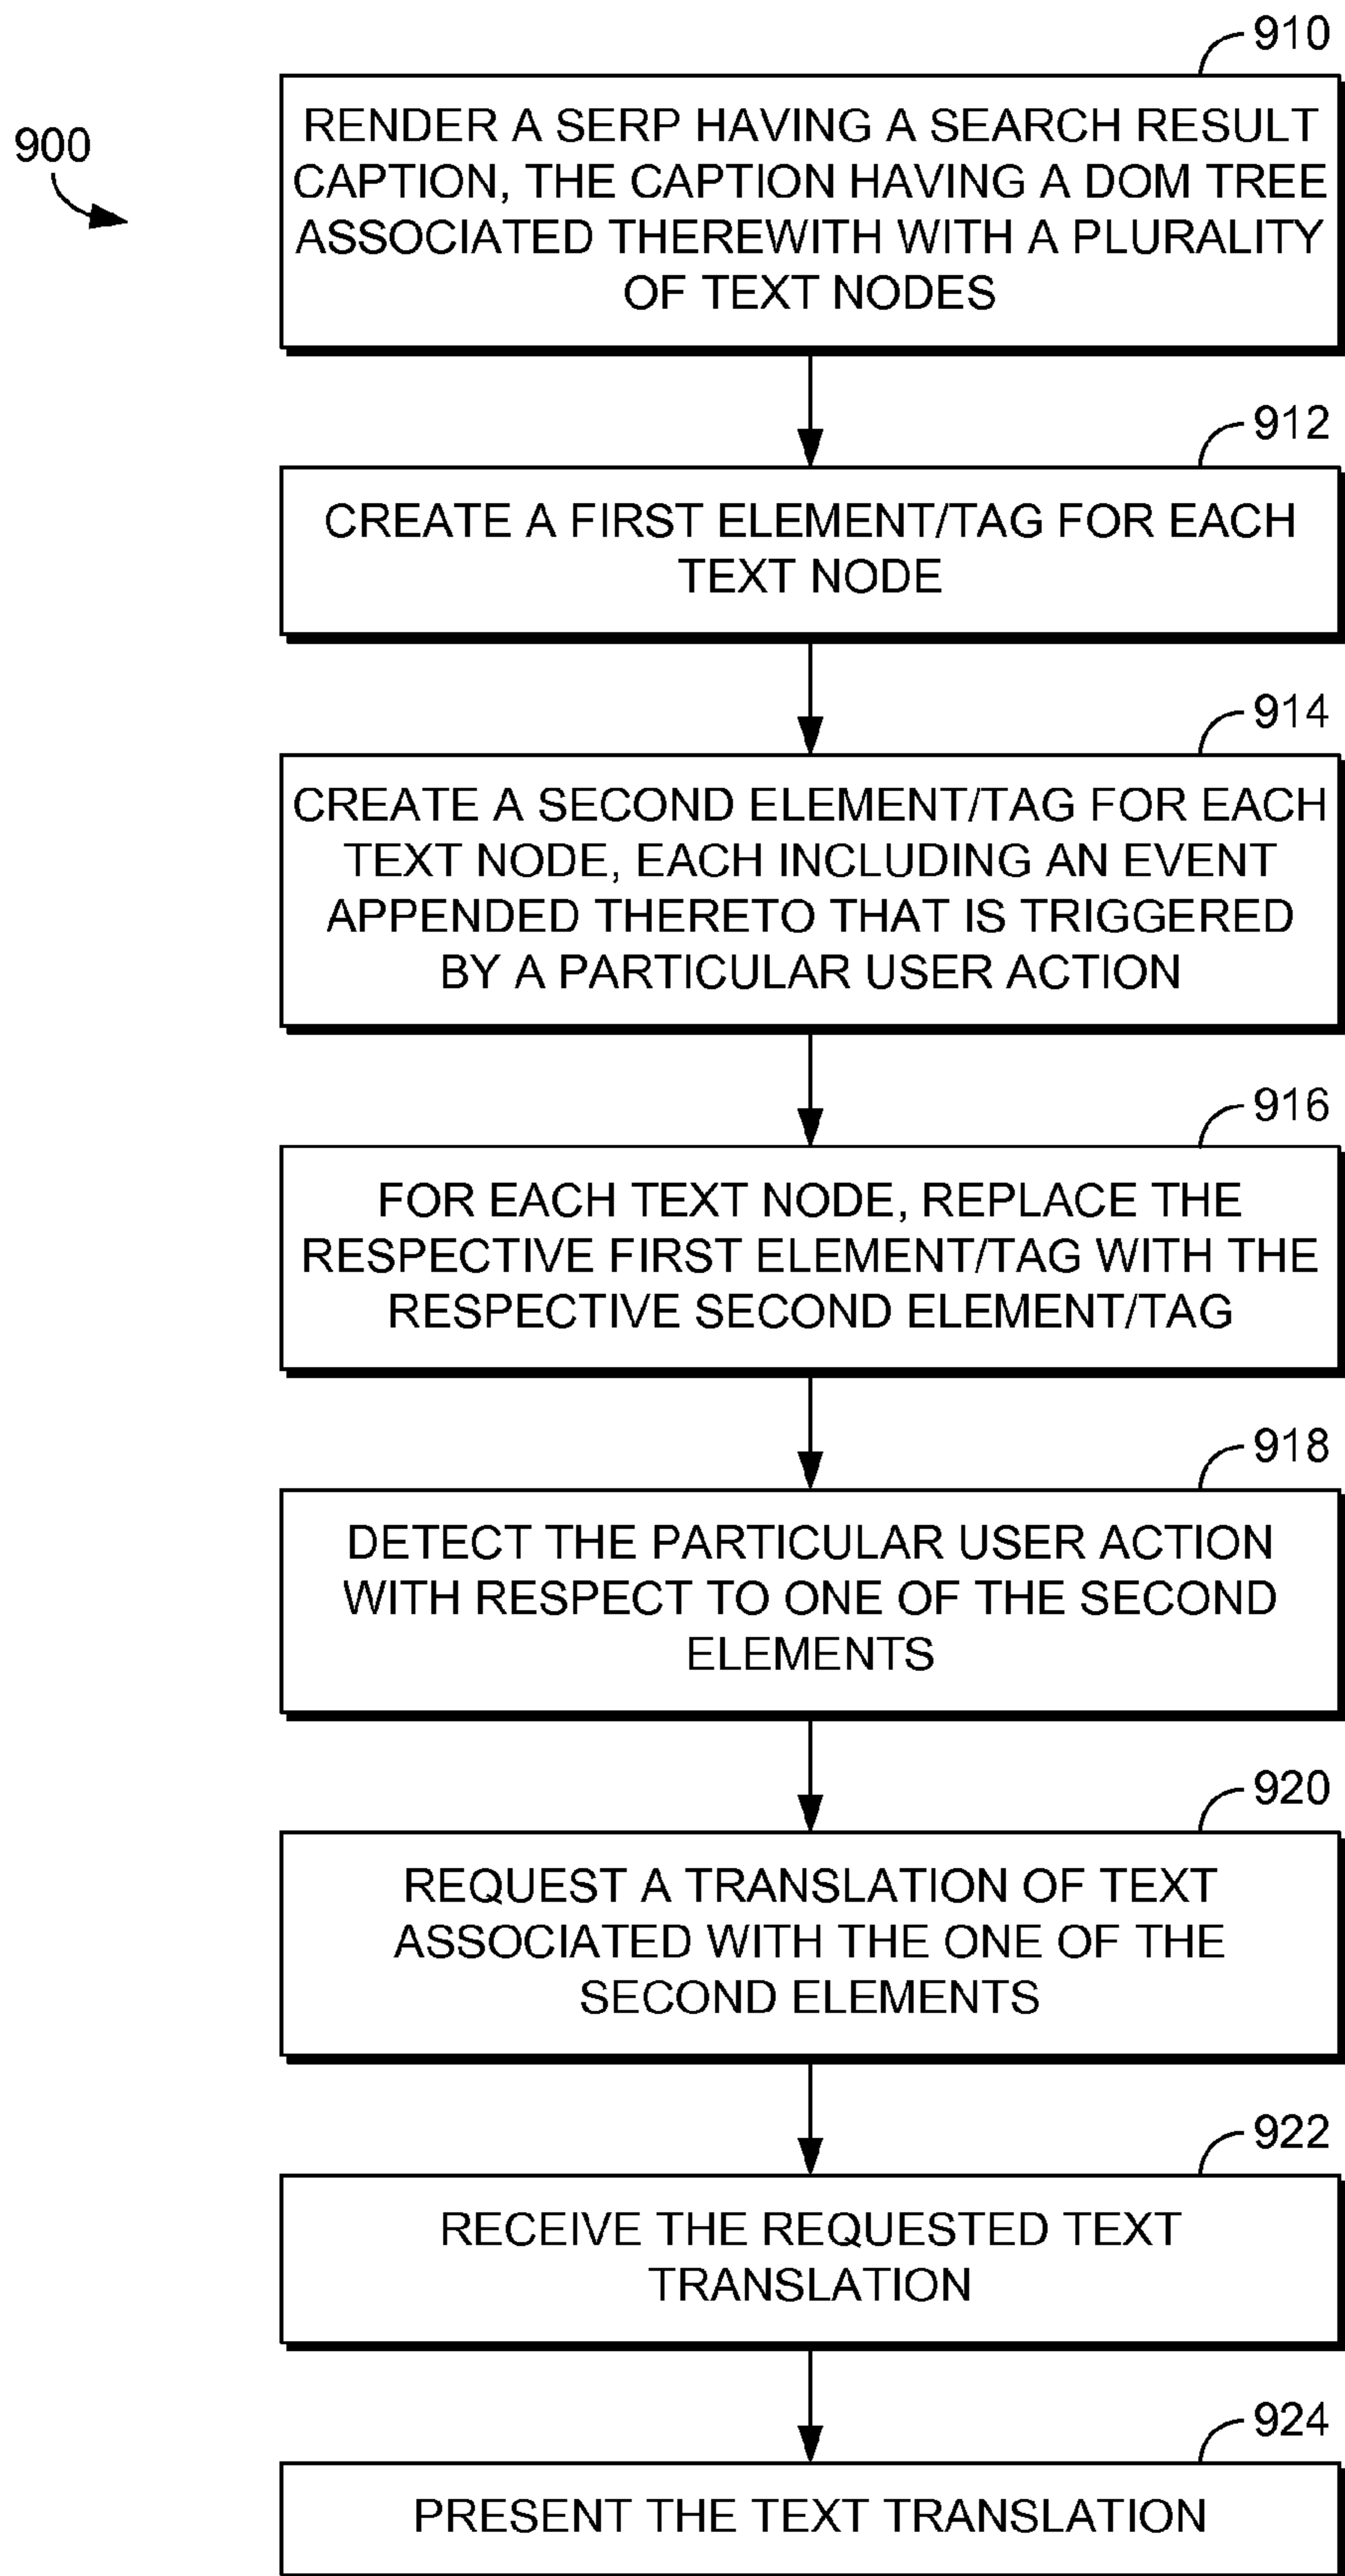 910
900
RENDER A SERP HAVING A SEARCH RESULT
CAPTION, THE CAPTION HAVING A DOM TREE
ASSOCIATED THEREWITH WITH A PLURALITY
OF TEXT NODES
912
CREATE A FIRST ELEMENT/TAG FOR EACH
TEXT NODE
914
CREATE A SECOND ELEMENT/TAG FOR EACH
TEXT NODE, EACH INCLUDING AN EVENT
APPENDED THERETO THAT IS TRIGGERED
BY A PARTICULAR USER ACTION
916
FOR EACH TEXT NODE, REPLACE THE
RESPECTIVE FIRST ELEMENT/TAG WITH THE
RESPECTIVE SECOND ELEMENT/TAG
918
DETECT THE PARTICULAR USER ACTION
WITH RESPECT TO ONE OF THE SECOND
ELEMENTS
920
REQUEST A TRANSLATION OF TEXT
ASSOCIATED WITH THE ONE OF THE
SECOND ELEMENTS
922
RECEIVE THE REQUESTED TEXT
TRANSLATION
924
PRESENT THE TEXT TRANSLATION